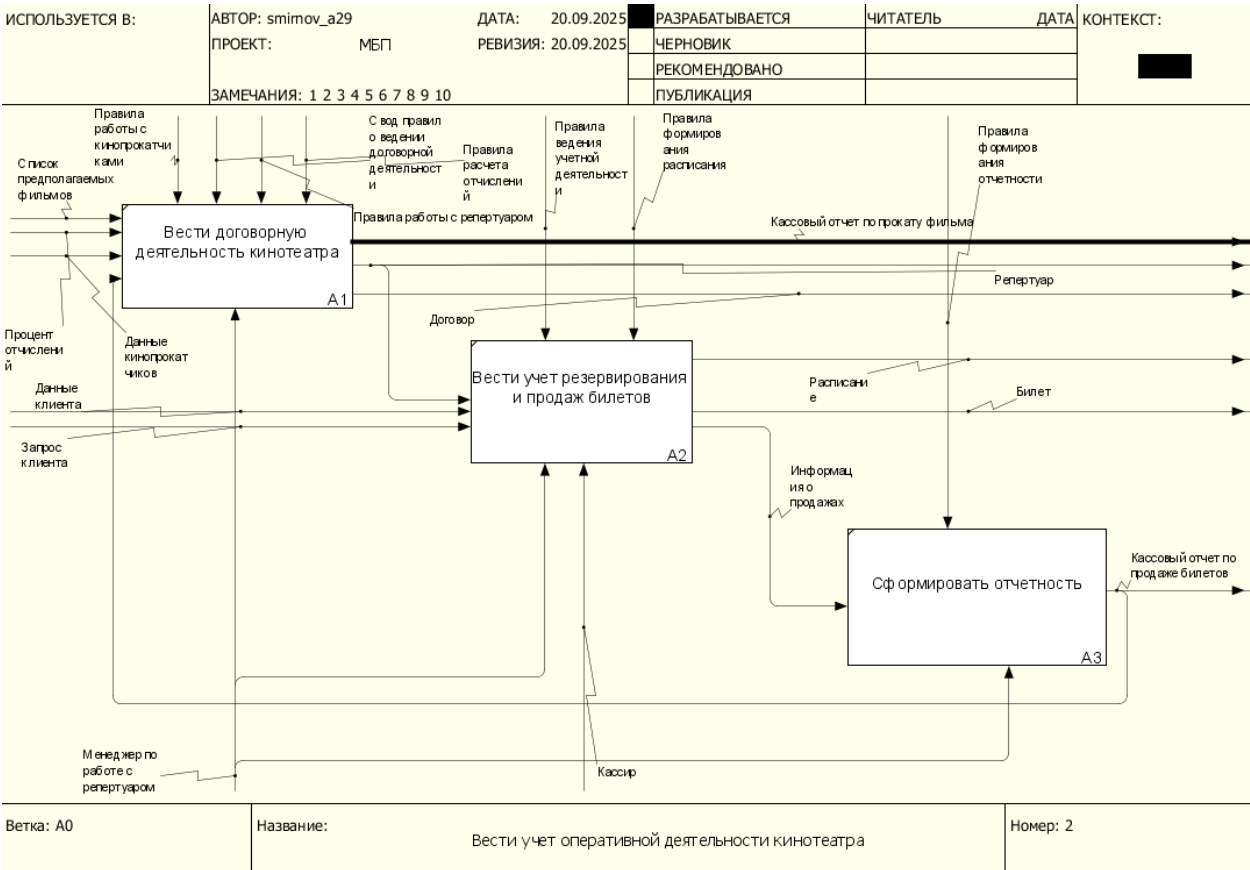 ИСПОЛЬЗУЕТСЯ В:
АВТОР: smirnov_a29
ДАТА: 20.09.2025
РАЗРАБАТЫВАЕТСЯ
ЧИТАТЕЛЬ
ДАТА
КОНТЕКСТ:
ПРОЕКТ: МБП
РЕВИЗИЯ: 20.09.2025
ЧЕРНОВИК
РЕКОМЕНДОВАНО
ЗАМЕЧАНИЯ: 1 2 3 4 5 6 7 8 9 10
ПУБЛИКАЦИЯ
Правила
работы с
кинопрокатчи
ками
Свод правил
о ведении
договорной
деятельност
и
Правила
расчета
отчислени
й
Правила
ведения
учетной
деятельност
и
Правила
формиров
ания
расписания
Правила
формиров
ания
отчетности
Список
предполагаемых
фильмов
Правила работы с репертуаром
Кассовый отчет по прокату фильма
Вести договорную
деятельность кинотеатра
A1
Репертуар
Договор
Процент
отчислени
й
Данные
кинопрокат
чиков
Данные
клиента
Запрос
клиента
Вести учет резервирования
и продаж билетов
A2
Расписани
е
Билет
Информац
ия о
продажах
Сформировать отчетность
A3
Кассовый отчет по
продаже билетов
Менеджер по
работе с
репертуаром
Кассир
Ветка: A0
Название:
Вести учет оперативной деятельности кинотеатра
Номер: 2